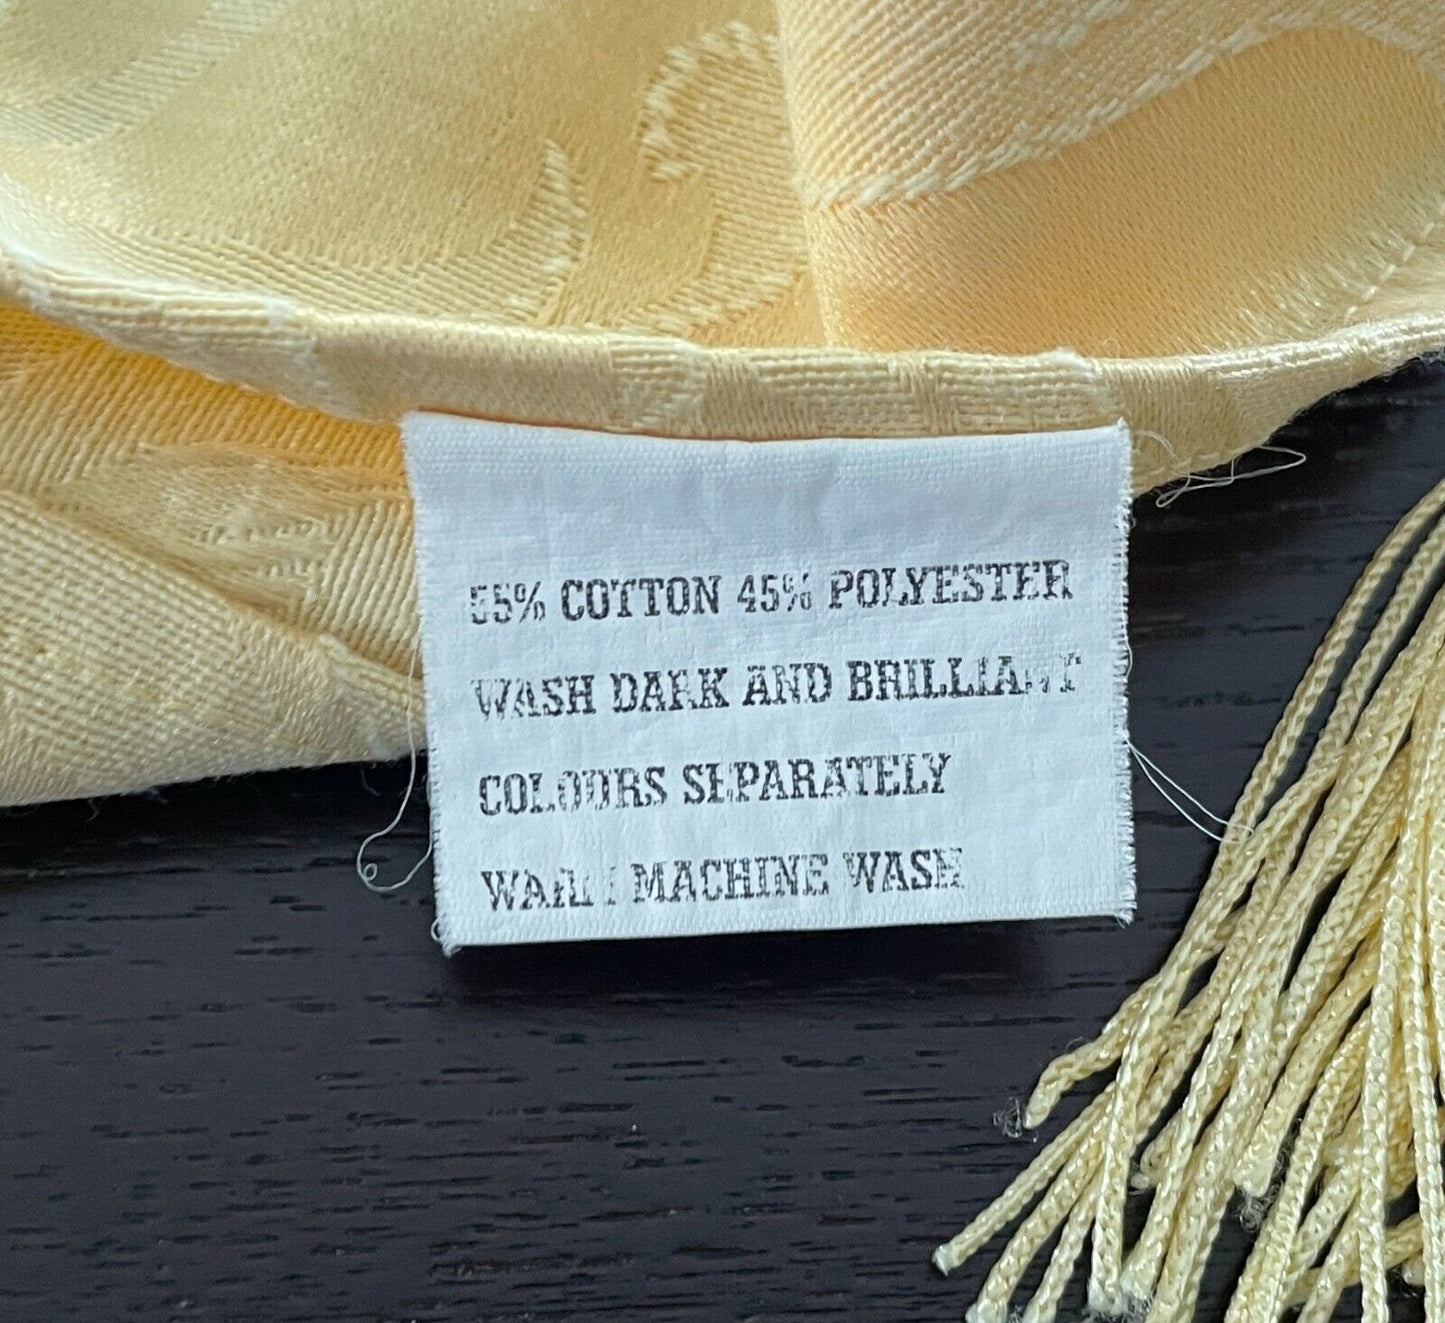 55% COTTON 45% POLYESTER
WASH DARK AND BRILLIANT
COLOURS SEPARATELY
WARM MACHINE WASH